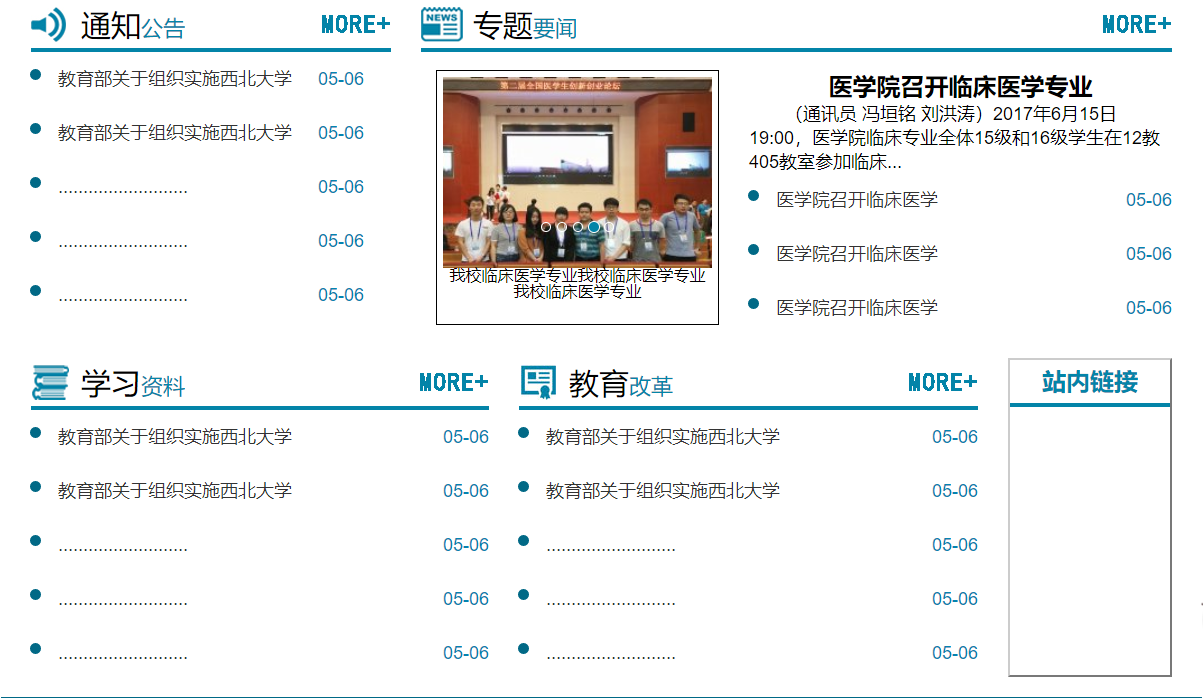 通知公告 MORE+
教育部关于组织实施西北大学 05-06
教育部关于组织实施西北大学 05-06
.......................... 05-06
.......................... 05-06
.......................... 05-06
NEWS 专题要闻 MORE+
第二届全国医学生创新创业论坛
我校临床医学专业我校临床医学专业
我校临床医学专业
医学院召开临床医学专业
（通讯员 冯垣铭 刘洪涛）2017年6月15日
19:00，医学院临床专业全体15级和16级学生在12教
405教室参加临床...
医学院召开临床医学 05-06
医学院召开临床医学 05-06
医学院召开临床医学 05-06
学习资料 MORE+
教育部关于组织实施西北大学 05-06
教育部关于组织实施西北大学 05-06
.......................... 05-06
.......................... 05-06
.......................... 05-06
教育改革 MORE+
教育部关于组织实施西北大学 05-06
教育部关于组织实施西北大学 05-06
.......................... 05-06
.......................... 05-06
.......................... 05-06
站内链接